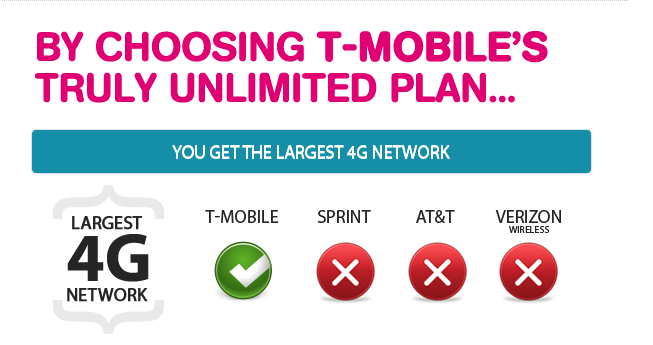 BY CHOOSING T-MOBILE'S
TRULY UNLIMITED PLAN...
YOU GET THE LARGEST 4G NETWORK
LARGEST
4G
NETWORK
T-MOBILE
SPRINT
AT&T
VERIZON
WIRELESS